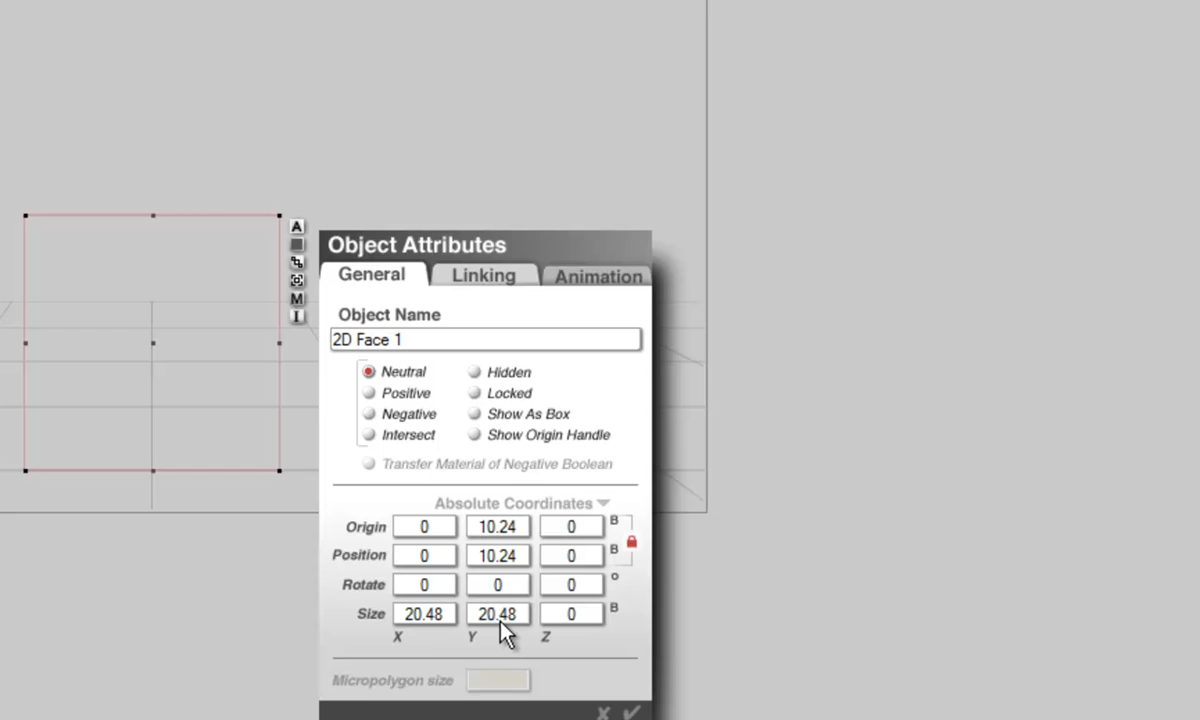 A
M
I
Object Attributes
General Linking Animation
Object Name
2D Face 1
Neutral Hidden
Positive Locked
Negative Show As Box
Intersect Show Origin Handle
Transfer Material of Negative Boolean
Absolute Coordinates
Origin 0 10.24 0 B
Position 0 10.24 0 B
Rotate 0 0 0 o
Size 20.48 20.48 0 B
X Y Z
Micropolygon size